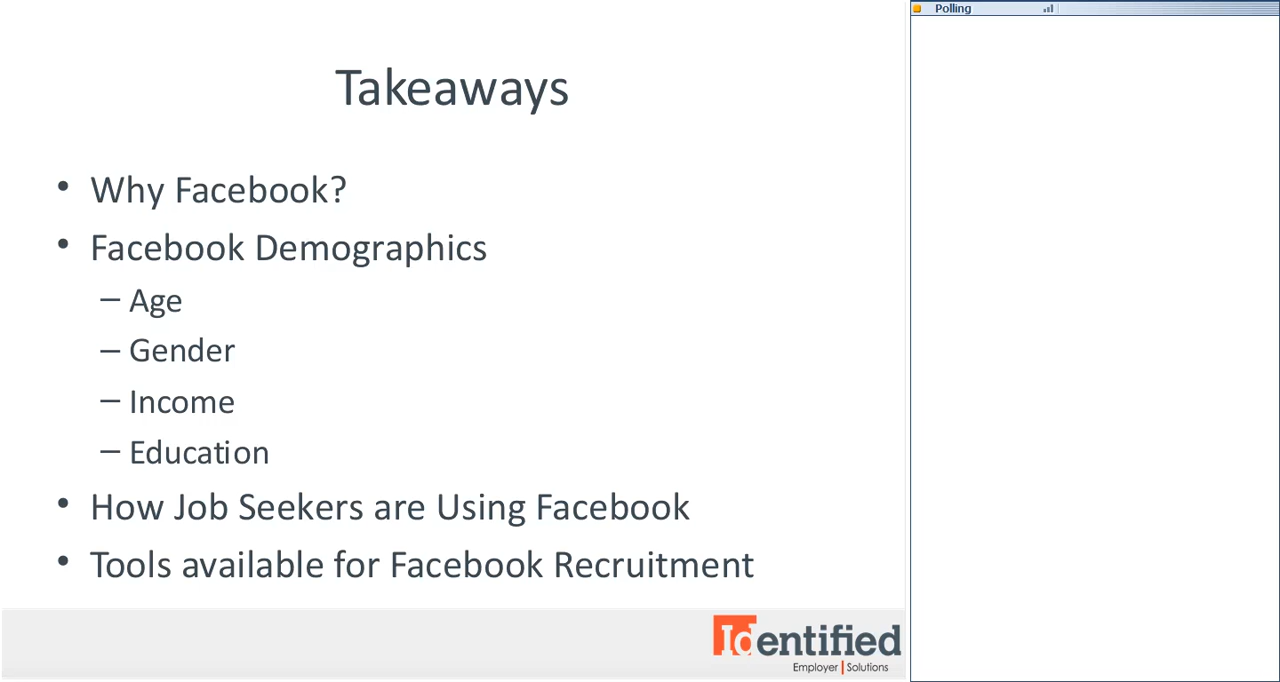 Polling
Takeaways
• Why Facebook?
• Facebook Demographics
– Age
– Gender
– Income
– Education
• How Job Seekers are Using Facebook
• Tools available for Facebook Recruitment
Identified
Employer | Solutions